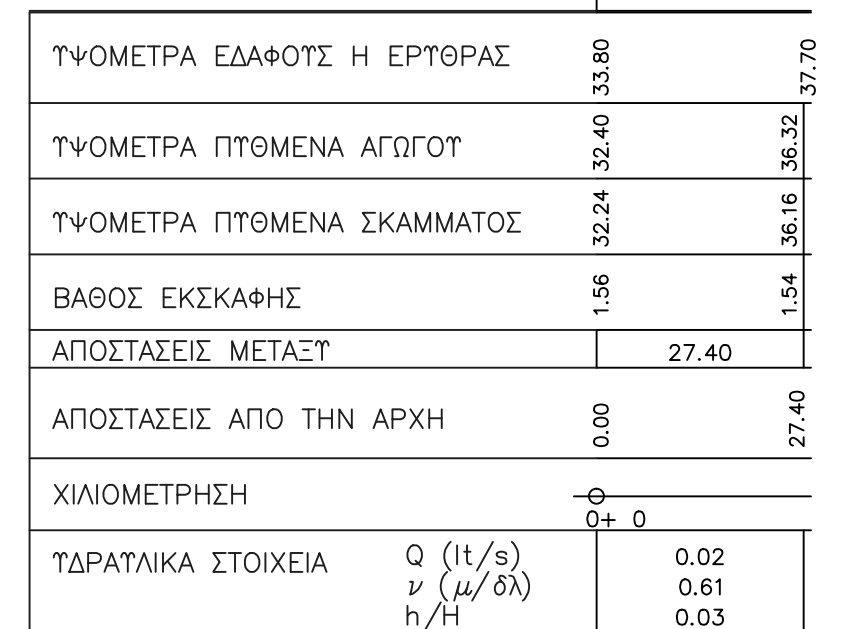 ΥΨΟΜΕΤΡΑ ΕΔΑΦΟΥΣ Η ΕΡΥΘΡΑΣ 33.80 37.70
ΥΨΟΜΕΤΡΑ ΠΥΘΜΕΝΑ ΑΓΩΓΟΥ 32.40 36.32
ΥΨΟΜΕΤΡΑ ΠΥΘΜΕΝΑ ΣΚΑΜΜΑΤΟΣ 32.24 36.16
ΒΑΘΟΣ ΕΚΣΚΑΦΗΣ 1.56 1.54
ΑΠΟΣΤΑΣΕΙΣ ΜΕΤΑΞΥ 27.40
ΑΠΟΣΤΑΣΕΙΣ ΑΠΟ ΤΗΝ ΑΡΧΗ 0.00 27.40
ΧΙΛΙΟΜΕΤΡΗΣΗ
0+ 0
ΥΔΡΑΥΛΙΚΑ ΣΤΟΙΧΕΙΑ Q (lt/s) 0.02
ν (μ/δλ) 0.61
h/H 0.03